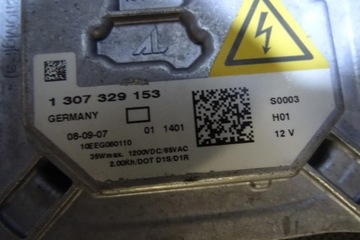 1 307 329 153
GERMANY
08-09-07 01 1401
10EEG060110
35Wmax. 1200VDC/85VAC
2.00Kh/DOT D1S/D1R
S0003
H01
12 V